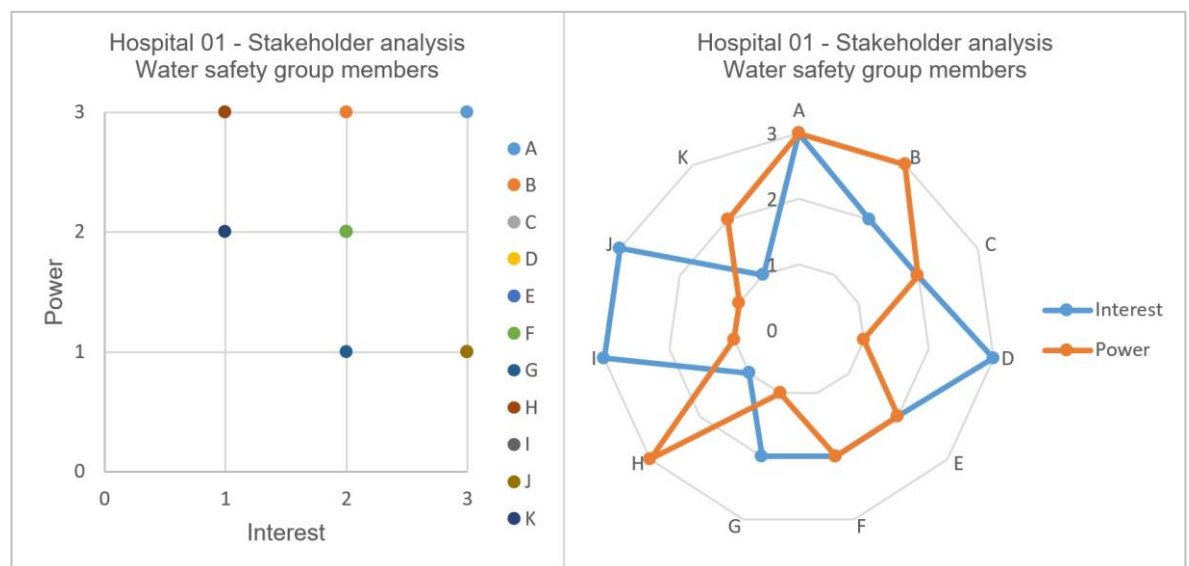 Hospital 01 - Stakeholder analysis
Water safety group members
3
2
1
0
0
1
2
3
Power
Interest
A
B
C
D
E
F
G
H
I
J
K
Hospital 01 - Stakeholder analysis
Water safety group members
A
B
C
D
E
F
G
H
I
J
K
3
2
1
0
Interest
Power